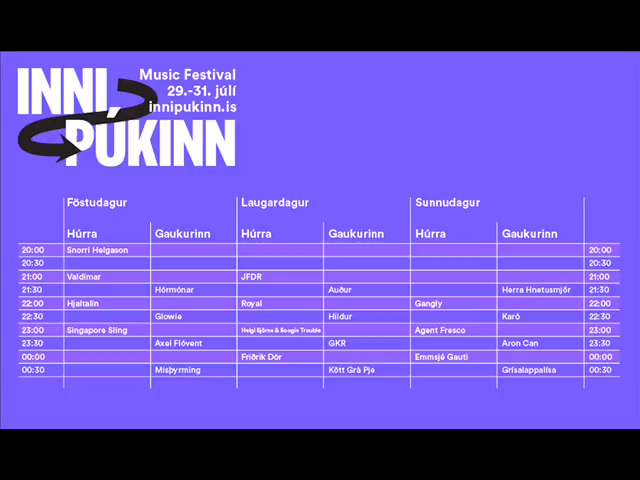 INNI
PÚKINN
Music Festival
29.-31. júlí
innipukinn.is
Föstudagur Laugardagur Sunnudagur
Húrra Gaukurinn Húrra Gaukurinn Húrra Gaukurinn
20:00 Snorri Helgason 20:00
20:30 20:30
21:00 Valdimar JFDR 21:00
21:30 Hórmónar Auður Herra Hnetusmjör 21:30
22:00 Hjaltalín Royal Gangly 22:00
22:30 Glowie Hildur Karó 22:30
23:00 Singapore Sling Helgi Björns & Boogie Trouble Agent Fresco 23:00
23:30 Axel Flóvent GKR Aron Can 23:30
00:00 Friðrik Dór Emmsjé Gauti 00:00
00:30 Misþyrming Kött Grá Pje Grísalappalísa 00:30